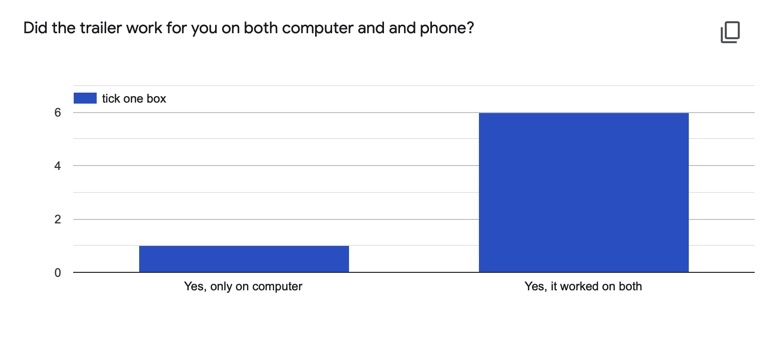 Did the trailer work for you on both computer and and phone?
tick one box
6
4
2
0
Yes, only on computer
Yes, it worked on both